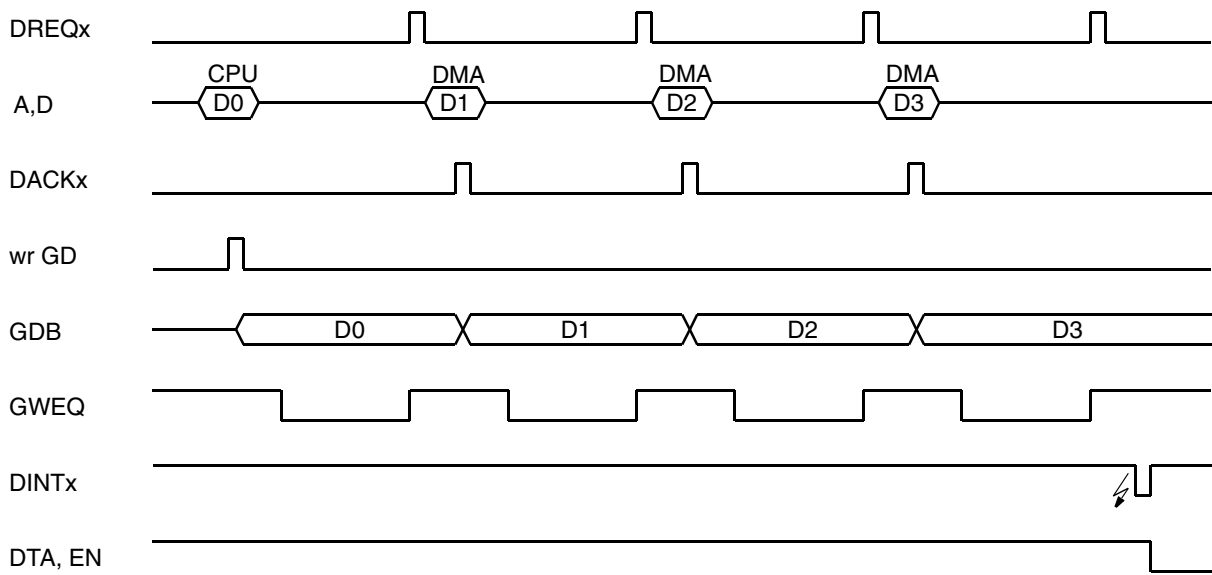 DREQx
CPU DMA DMA DMA
A,D D0 D1 D2 D3
DACKx
wr GD
GDB D0 D1 D2 D3
GWEQ
DINTx
DTA, EN